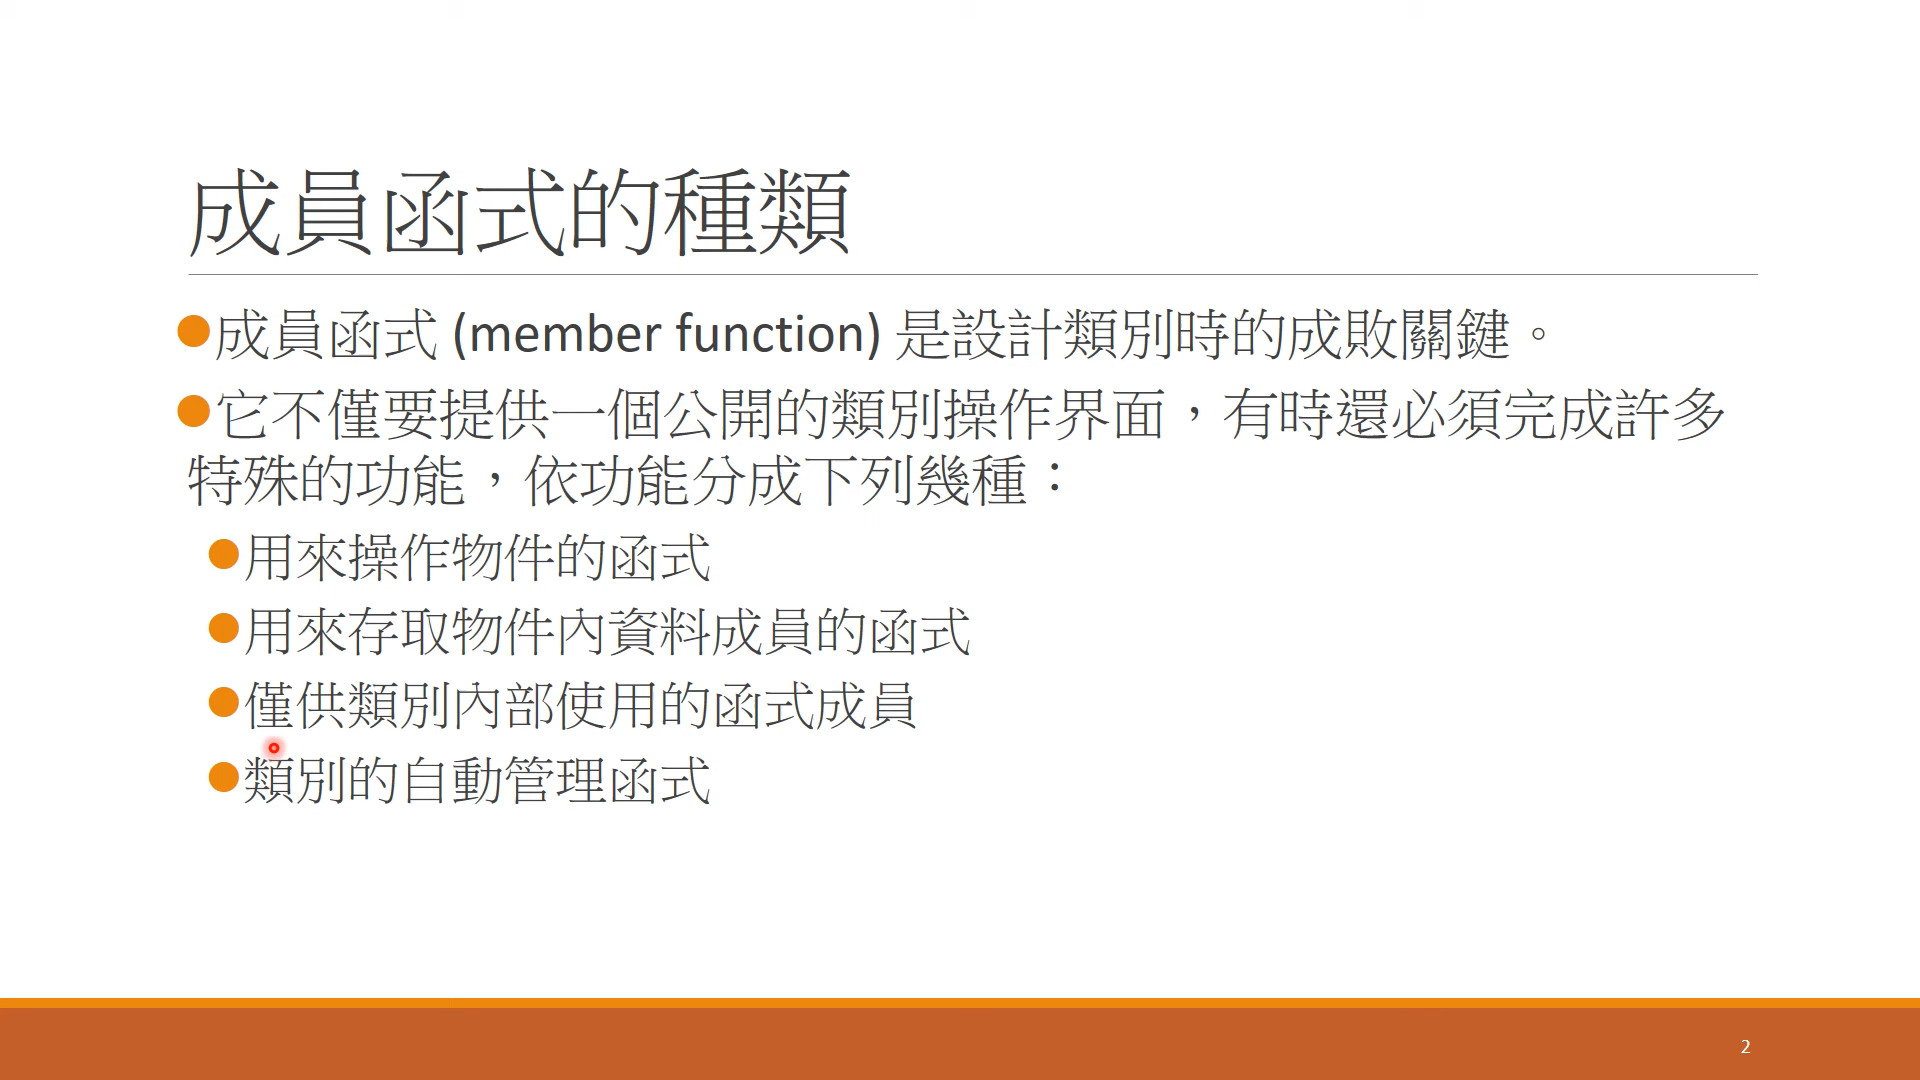 成員函式的種類
成員函式 (member function) 是設計類別時的成敗關鍵。
它不僅要提供一個公開的類別操作界面，有時還必須完成許多
特殊的功能，依功能分成下列幾種：
用來操作物件的函式
用來存取物件內資料成員的函式
僅供類別內部使用的函式成員
類別的自動管理函式
2